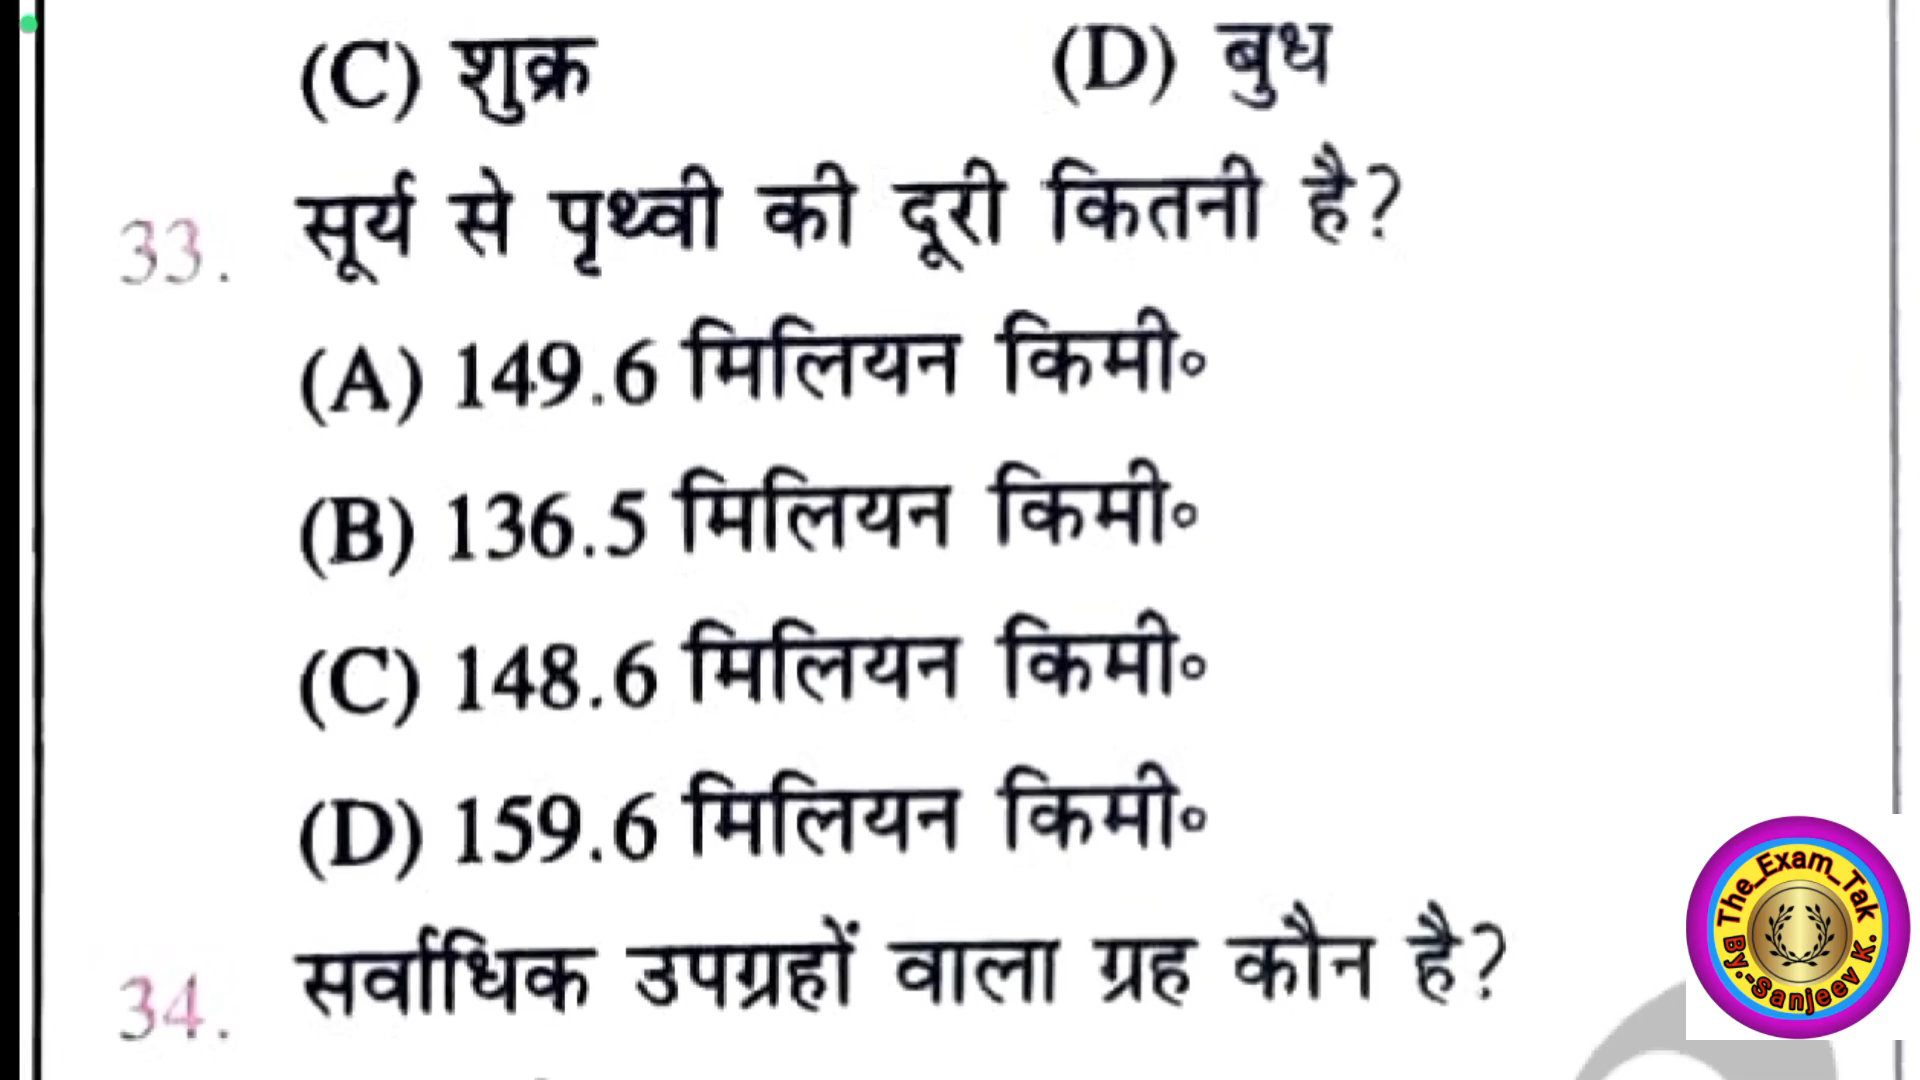 (C) शुक्र (D) बुध
33. सूर्य से पृथ्वी की दूरी कितनी है?
(A) 149.6 मिलियन किमी॰
(B) 136.5 मिलियन किमी॰
(C) 148.6 मिलियन किमी॰
(D) 159.6 मिलियन किमी॰
34. सर्वाधिक उपग्रहों वाला ग्रह कौन है?
The_Exam_Tak
By.-Sanjeev K.